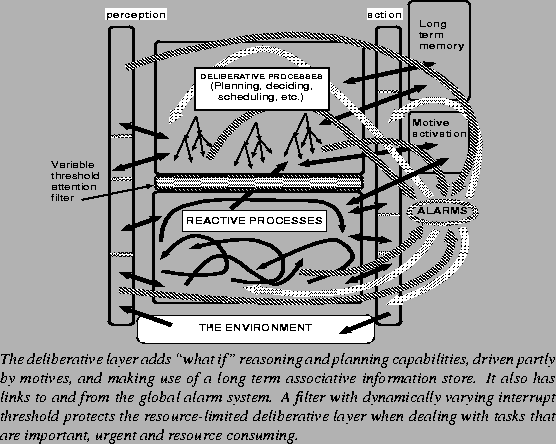 perception
action
Long
term
memory
DELIBERATIVE PROCESSES
(Planning, deciding,
scheduling, etc.)
Motive
activation
Variable
threshold
attention
filter
ALARMS
REACTIVE PROCESSES
THE ENVIRONMENT
The deliberative layer adds "what if" reasoning and planning capabilities, driven partly
by motives, and making use of a long term associative information store. It also has
links to and from the global alarm system. A filter with dynamically varying interrupt
threshold protects the resource-limited deliberative layer when dealing with tasks that
are important, urgent and resource consuming.